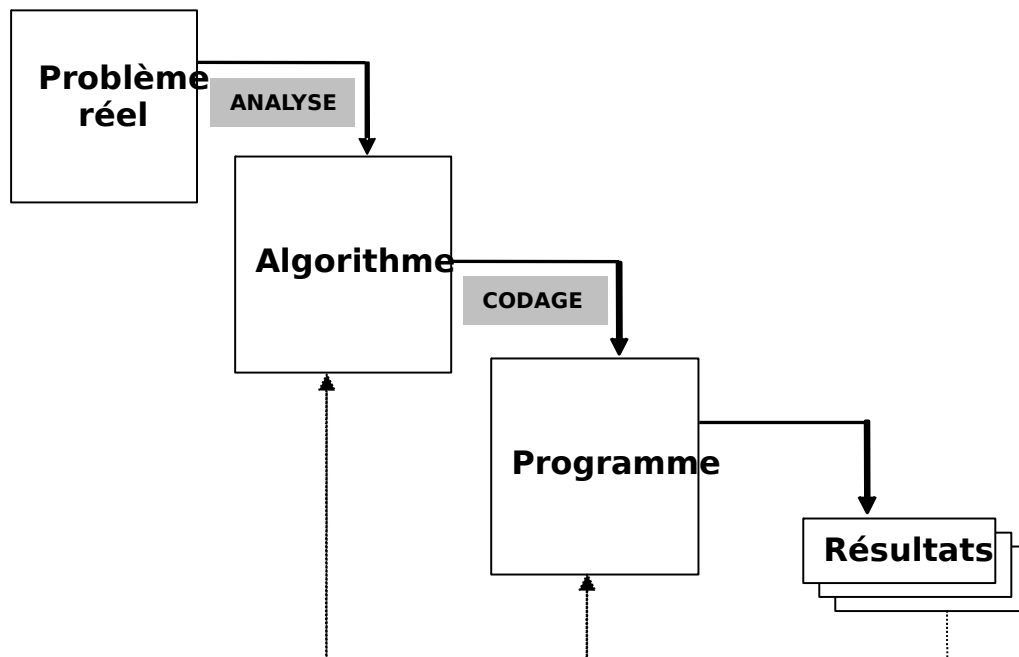 Problème
réel
ANALYSE
Algorithme
CODAGE
Programme
Résultats